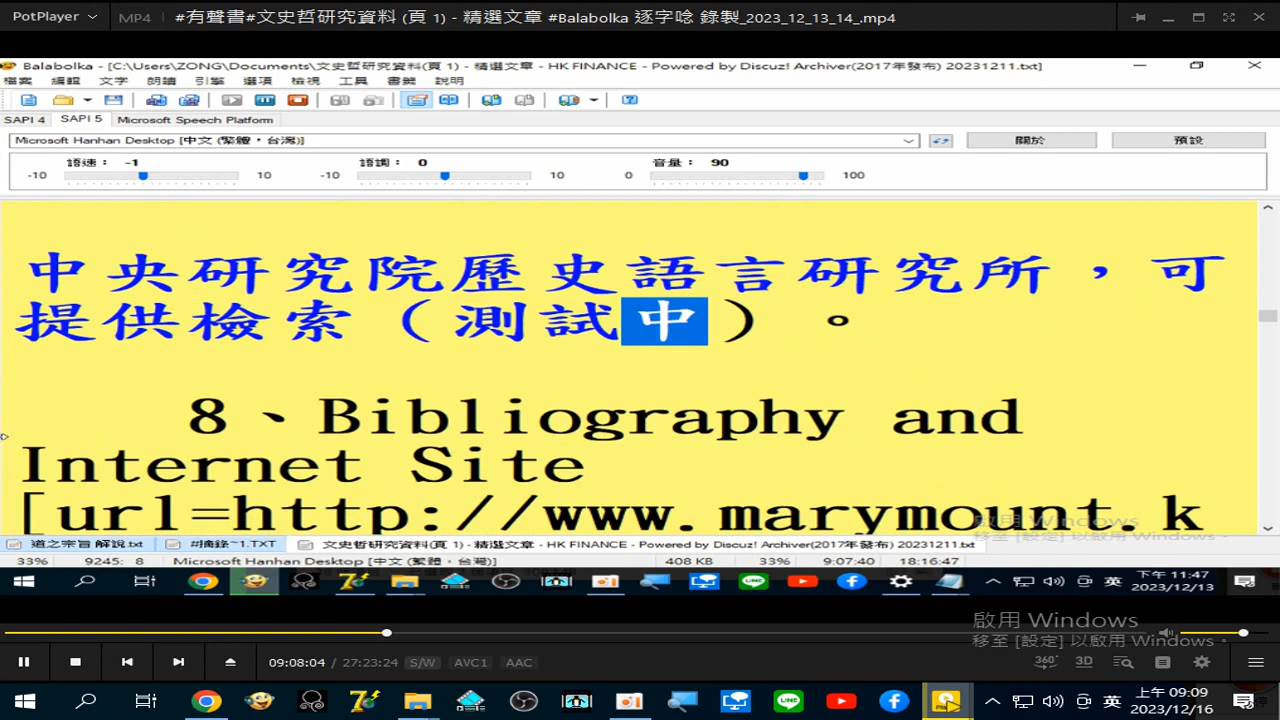 PotPlayer MP4 #有聲書#文史哲研究資料 (頁 1) - 精選文章 #Balabolka 逐字唸 錄製_2023_12_13_14_.mp4
Balabolka - [C:\Users\ZONG\Documents\文史哲研究資料(頁 1) - 精選文章 - HK FINANCE - Powered by Discuz! Archiver(2017年發布) 20231211.txt]
檔案 編輯 文字 朗讀 引擎 選項 檢視 工具 書籤 說明
SAPI 4 SAPI 5 Microsoft Speech Platform
Microsoft Hanhan Desktop [中文 (繁體，台灣)] 關於 預設
語速： -1 語調： 0 音量： 90
-10 10 -10 10 0 100
中央研究院歷史語言研究所，可
提供檢索（測試中）。
8、Bibliography and
Internet Site
[url=http://www.marymount.k
啟用 Windows
移至 [設定] 以啟用 Windows。
道之宗旨 解說.txt #摘錄~1.TXT 文史哲研究資料(頁 1) - 精選文章 - HK FINANCE - Powered by Discuz! Archiver(2017年發布) 20231211.txt
33% 9245: 8 Microsoft Hanhan Desktop [中文 (繁體，台灣)] 408 KB 33% 9:07:40 18:16:47
英 下午 11:47
2023/12/13
啟用 Windows
移至 [設定] 以啟用 Windows。
09:08:04 / 27:23:24 S/W AVC1 AAC 360° 3D
英 上午 09:09
2023/12/16